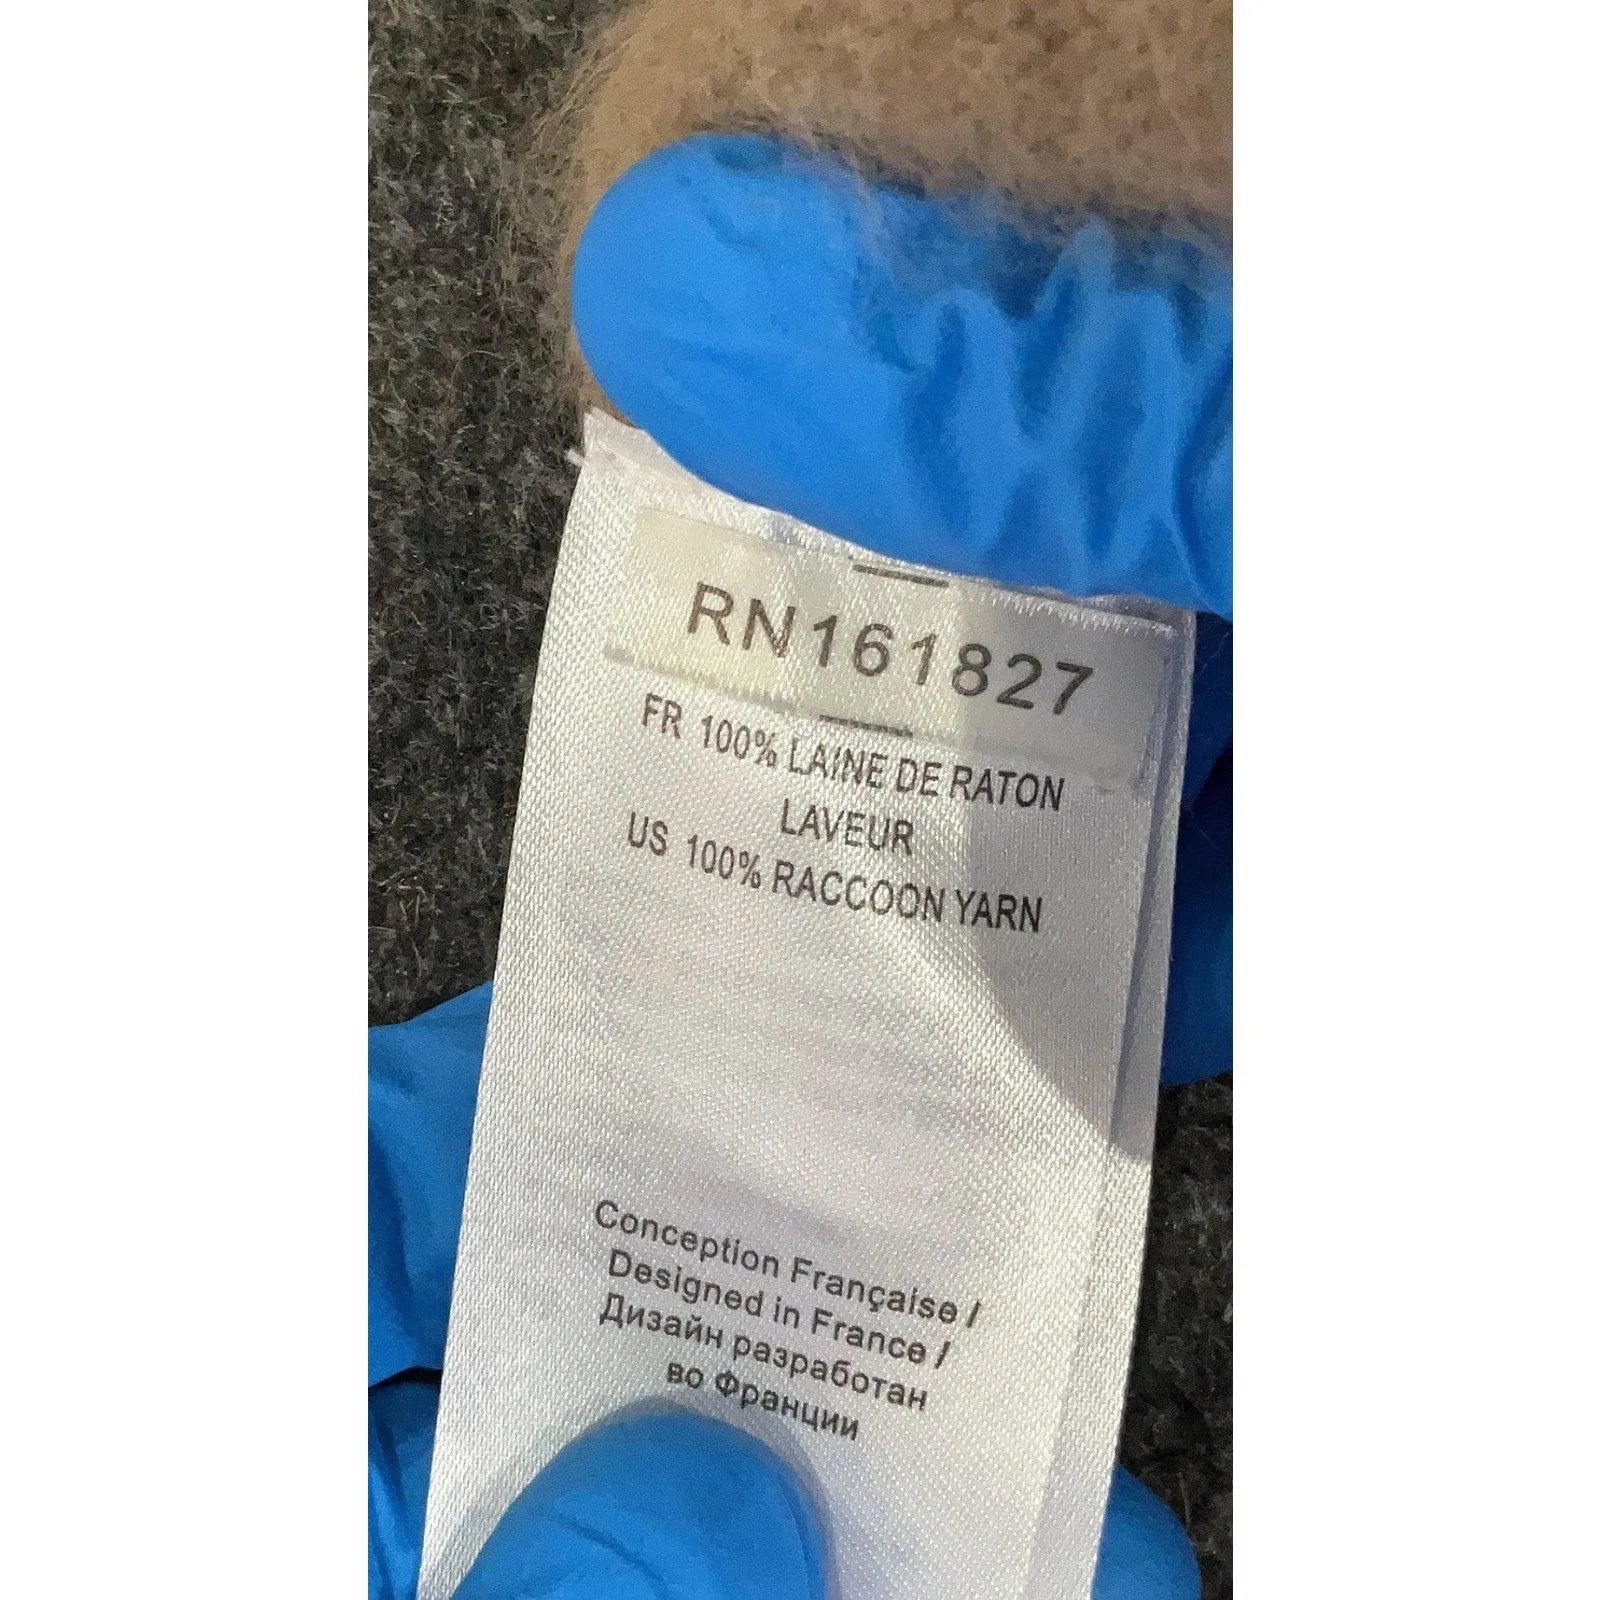 RN161827
FR 100% LAINE DE RATON
LAVEUR
US 100% RACCOON YARN
Conception Française /
Designed in France /
Дизайн разработан
во Франции